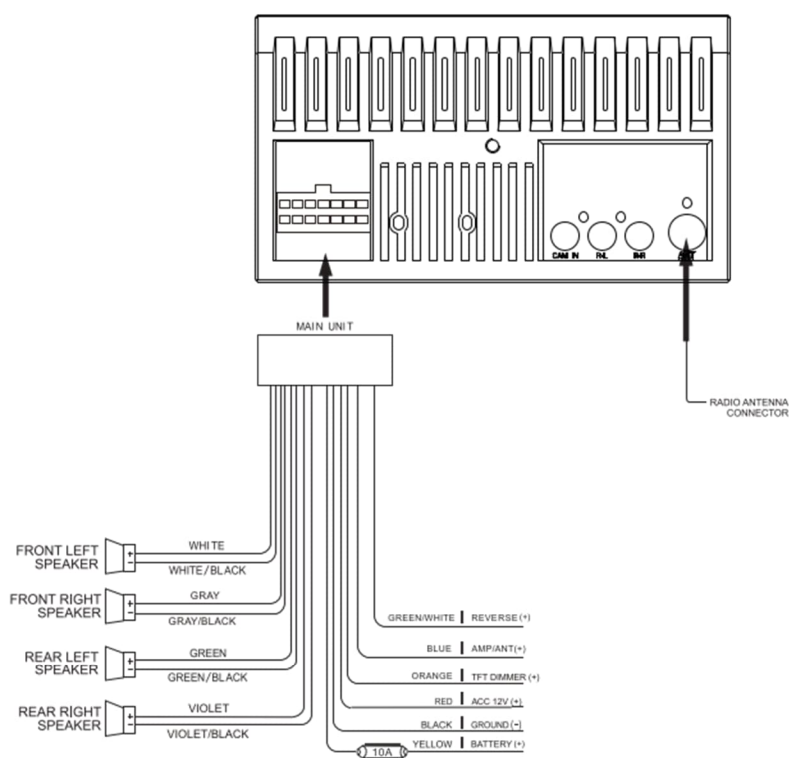 CAM IN
R-L
R-R
ANT
MAIN UNIT
RADIO ANTENNA
CONNECTOR
FRONT LEFT
SPEAKER
+
−
WHITE
WHITE/BLACK
FRONT RIGHT
SPEAKER
+
−
GRAY
GRAY/BLACK
REAR LEFT
SPEAKER
+
−
GREEN
GREEN/BLACK
REAR RIGHT
SPEAKER
+
−
VIOLET
VIOLET/BLACK
GREEN/WHITE REVERSE (+)
BLUE AMP/ANT(+)
ORANGE TFT DIMMER (+)
RED ACC 12V (+)
BLACK GROUND (−)
10A YELLOW BATTERY (+)